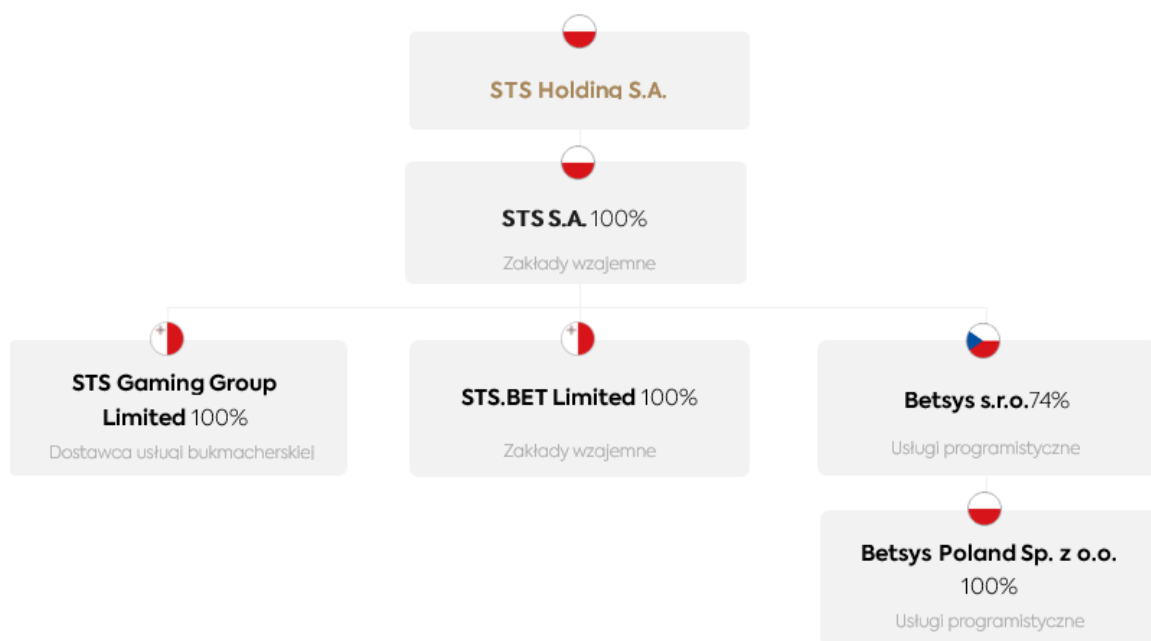 STS Holding S.A.
STS S.A. 100%
Zakłady wzajemne
STS Gaming Group
Limited 100%
Dostawca usługi bukmacherskiej
STS.BET Limited 100%
Zakłady wzajemne
Betsys s.r.o.74%
Usługi programistyczne
Betsys Poland Sp. z o.o.
100%
Usługi programistyczne